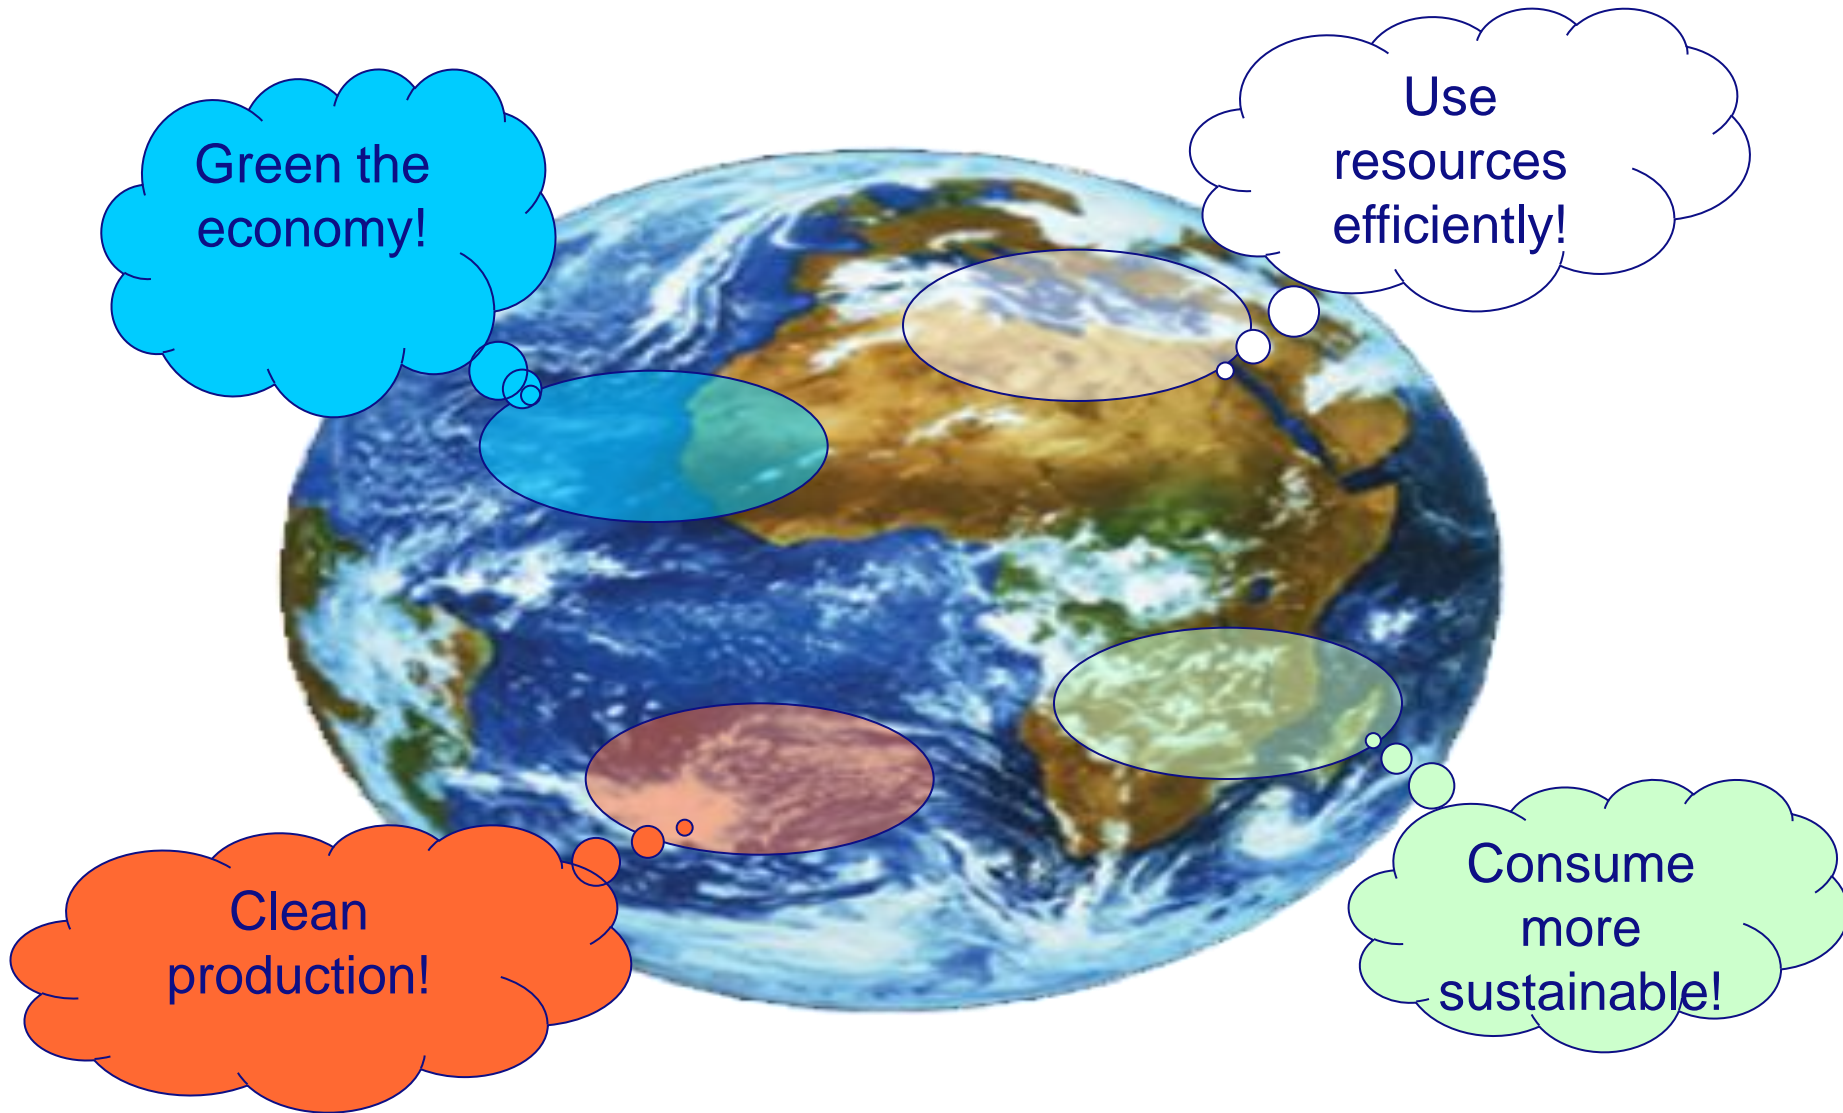 Green the
economy!
Use
resources
efficiently!
Clean
production!
Consume
more
sustainable!